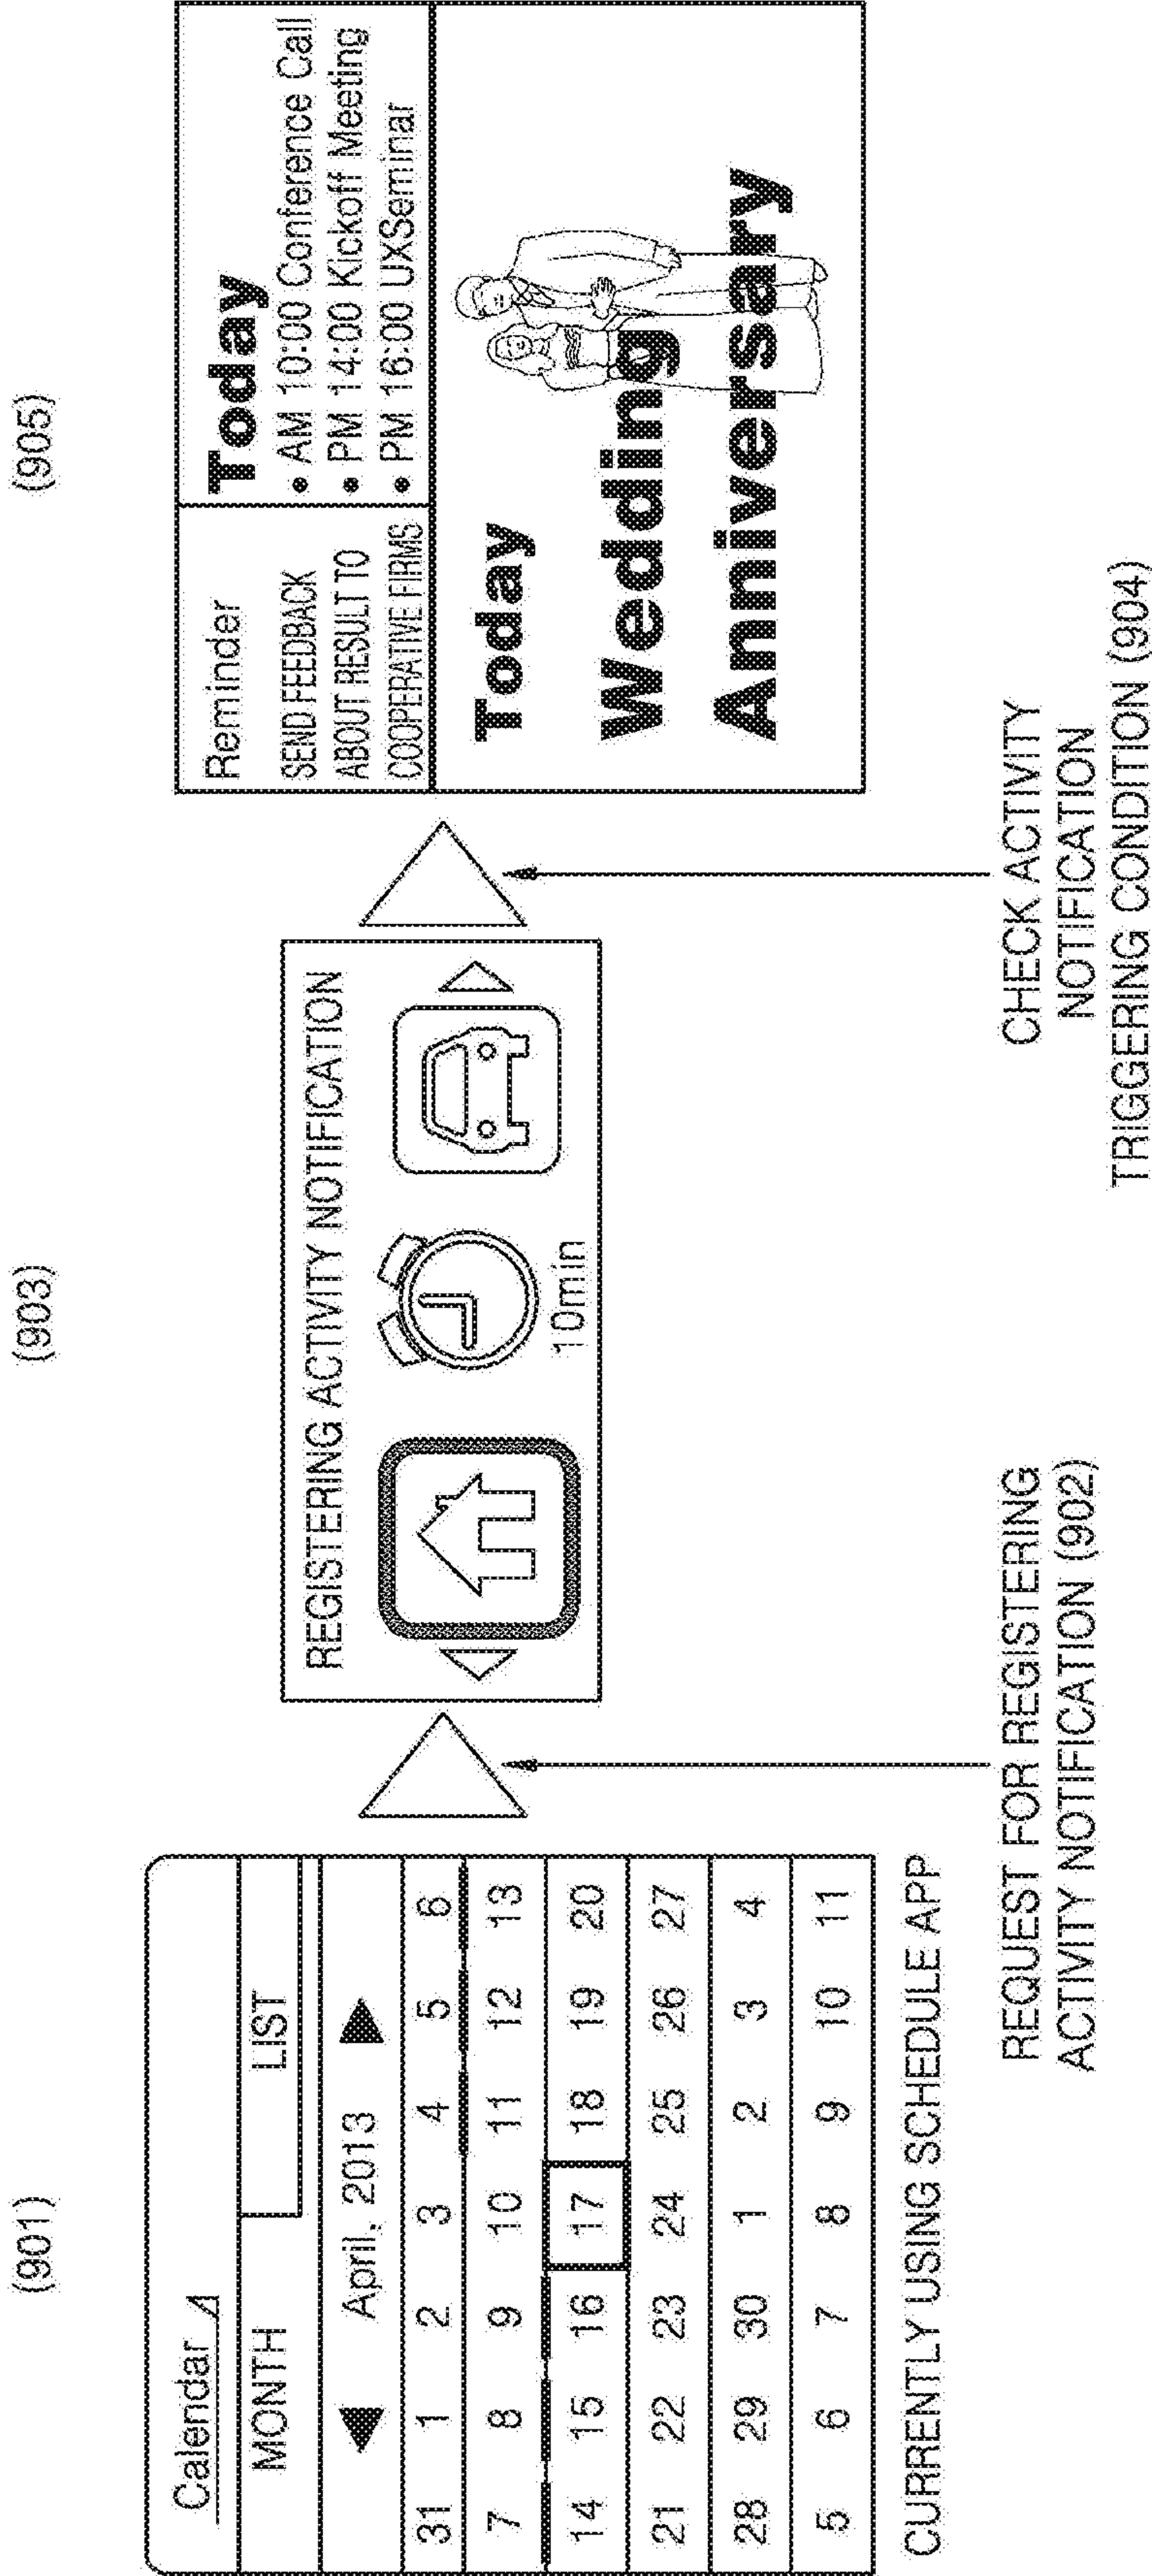 (901)
(903)
(905)
Calendar
MONTH LIST
April, 2013
31 1 2 3 4 5 6
7 8 9 10 11 12 13
14 15 16 17 18 19 20
21 22 23 24 25 26 27
28 29 30 1 2 3 4
5 6 7 8 9 10 11
CURRENTLY USING SCHEDULE APP
REQUEST FOR REGISTERING
ACTIVITY NOTIFICATION (902)
REGISTERING ACTIVITY NOTIFICATION
10min
CHECK ACTIVITY
NOTIFICATION
TRIGGERING CONDITION (904)
Reminder
SEND FEEDBACK
ABOUT RESULT TO
COOPERATIVE FIRMS
Today
• AM 10:00 Conference Call
• PM 14:00 Kickoff Meeting
• PM 16:00 UXSeminar
Today
Wedding
Anniversary